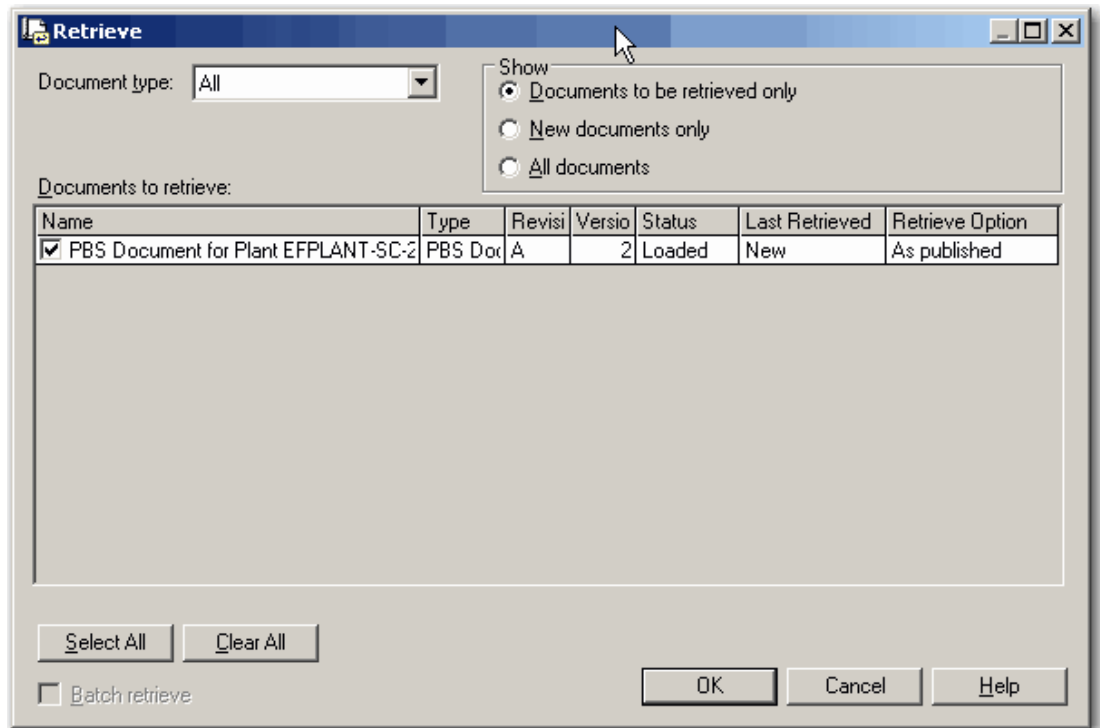 Retrieve
Document type: All
Show
Documents to be retrieved only
New documents only
All documents
Documents to retrieve:
Name Type Revisi Versio Status Last Retrieved Retrieve Option
PBS Document for Plant EFPLANT-SC-2 PBS Doc A 2 Loaded New As published
Select All Clear All
Batch retrieve
OK Cancel Help